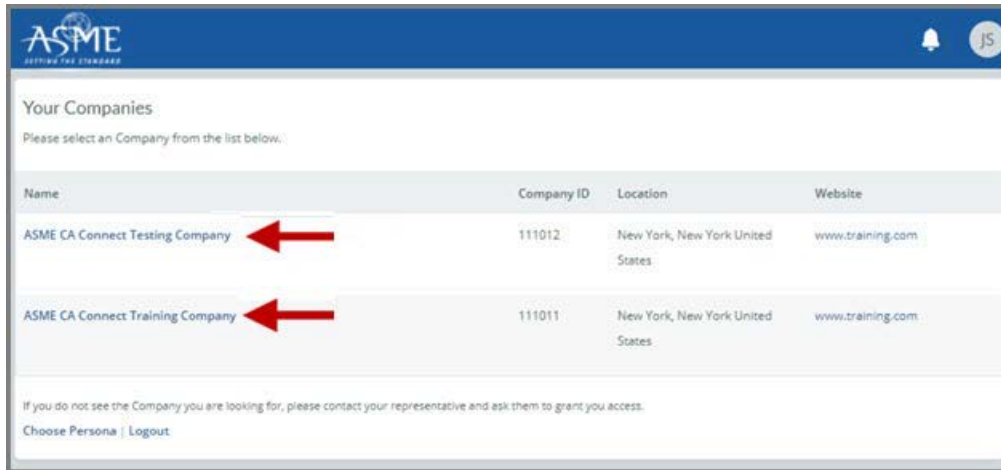 ASME
SETTING THE STANDARD
JS
Your Companies
Please select an Company from the list below.
Name Company ID Location Website
ASME CA Connect Testing Company 111012 New York, New York United www.training.com
States
ASME CA Connect Training Company 111011 New York, New York United www.training.com
States
If you do not see the Company you are looking for, please contact your representative and ask them to grant you access.
Choose Persona | Logout